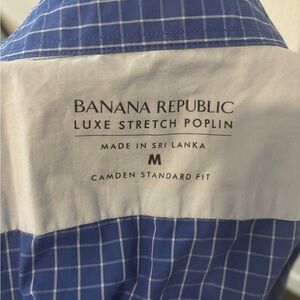 BANANA REPUBLIC
LUXE STRETCH POPLIN
MADE IN SRI LANKA
M
CAMDEN STANDARD FIT